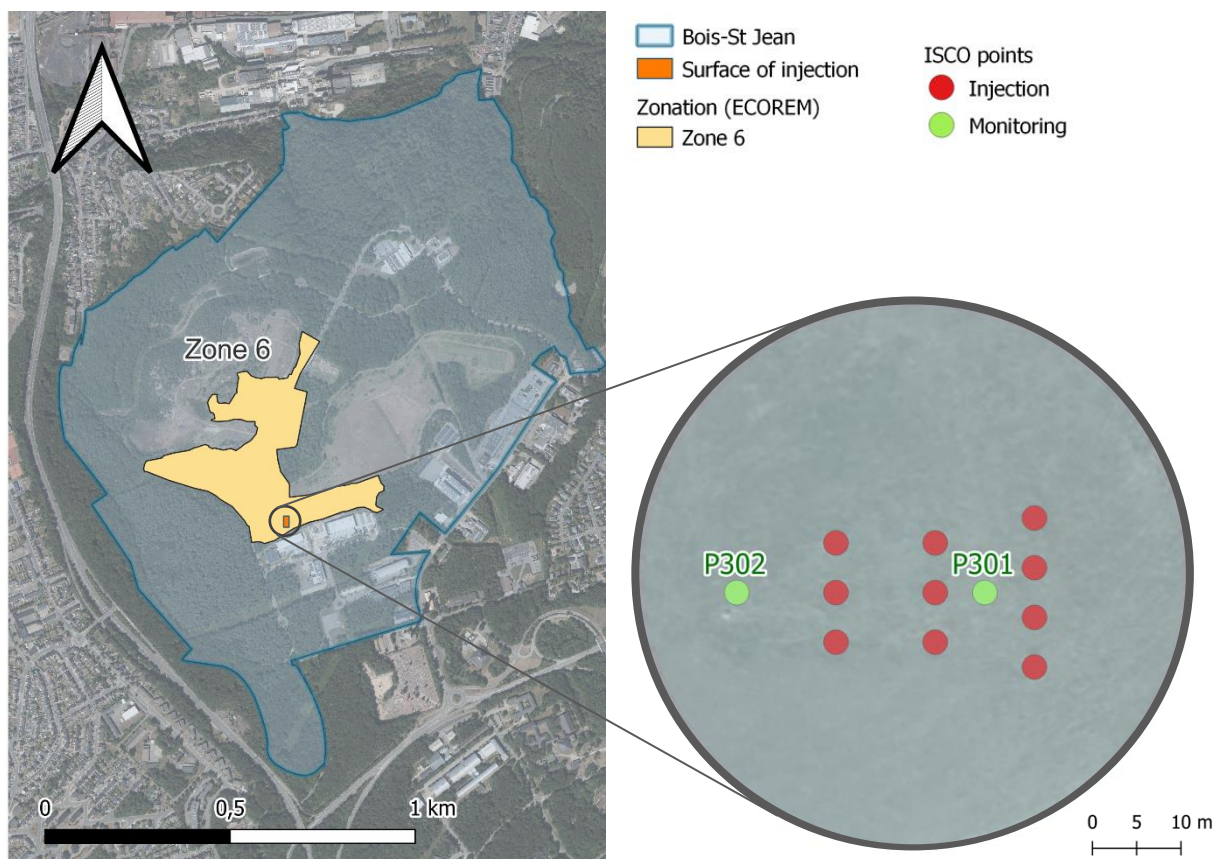 Bois-St Jean
Surface of injection
Zonation (ECOREM)
Zone 6
ISCO points
Injection
Monitoring
Zone 6
P302
P301
0 0,5 1 km
0 5 10 m